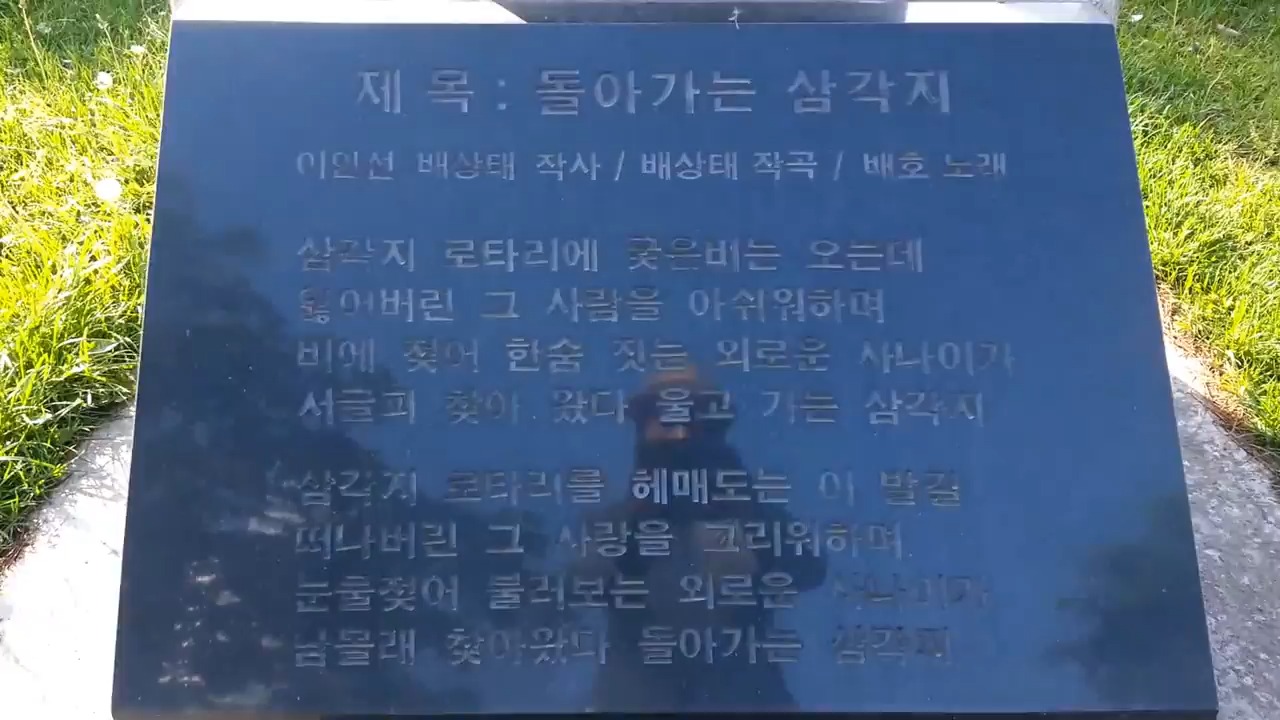 제 목 : 돌아가는 삼각지
이인선 배상태 작사 / 배상태 작곡 / 배호 노래
삼각지 로타리에 궂은비는 오는데
잃어버린 그 사람을 아쉬워하며
비에 젖어 한숨 짓는 외로운 사나이가
서글피 찾아 왔다 울고 가는 삼각지
삼각지 로타리를 헤매도는 이 발길
떠나버린 그 사랑을 그리워하며
눈물젖어 불러보는 외로운 사나이가
남몰래 찾아왔다 돌아가는 삼각지